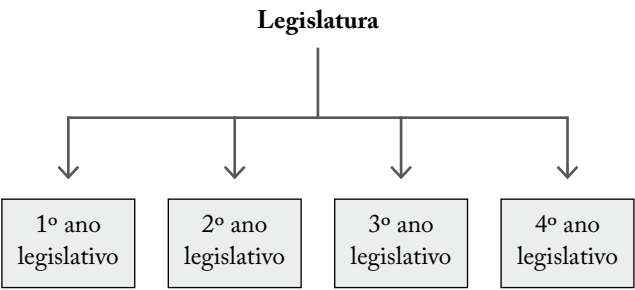 Legislatura
1º ano
legislativo
2º ano
legislativo
3º ano
legislativo
4º ano
legislativo